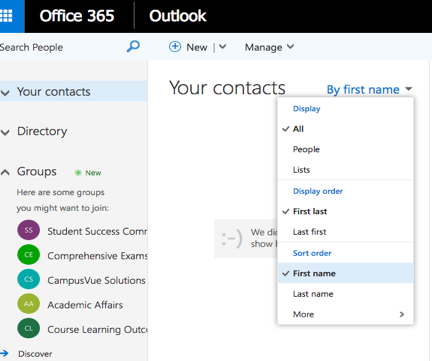 Office 365 Outlook
Search People
New Manage
Your contacts
Directory
Groups New
Here are some groups
you might want to join:
SS Student Success Comm
CE Comprehensive Exams
CS CampusVue Solutions
AA Academic Affairs
CL Course Learning Outco
Discover
Your contacts By first name
Display
All
People
Lists
Display order
First last
Last first
Sort order
First name
Last name
More
:-) We di
show